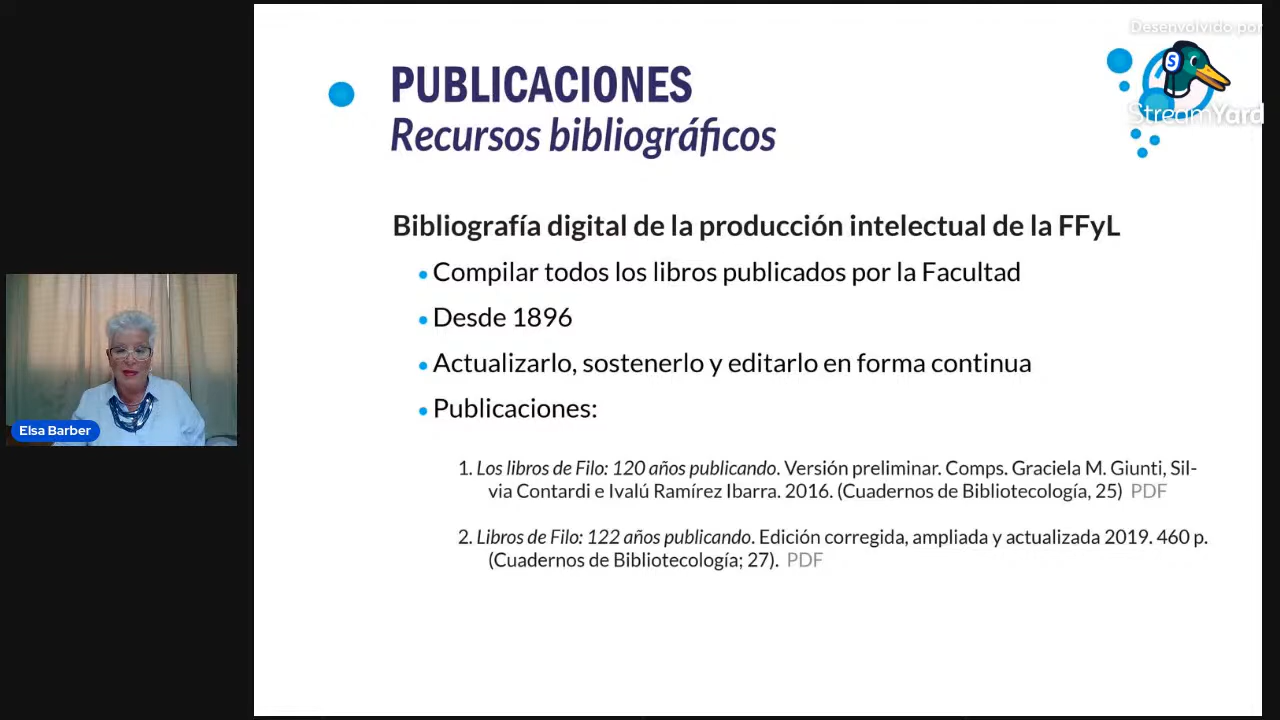 Desenvolvido por
StreamYard
PUBLICACIONES
Recursos bibliográficos
Bibliografía digital de la producción intelectual de la FFyL
• Compilar todos los libros publicados por la Facultad
• Desde 1896
• Actualizarlo, sostenerlo y editarlo en forma continua
• Publicaciones:
1. Los libros de Filo: 120 años publicando. Versión preliminar. Comps. Graciela M. Giunti, Sil-
via Contardi e Ivalú Ramírez Ibarra. 2016. (Cuadernos de Bibliotecología, 25) PDF
2. Libros de Filo: 122 años publicando. Edición corregida, ampliada y actualizada 2019. 460 p.
(Cuadernos de Bibliotecología; 27). PDF
Elsa Barber